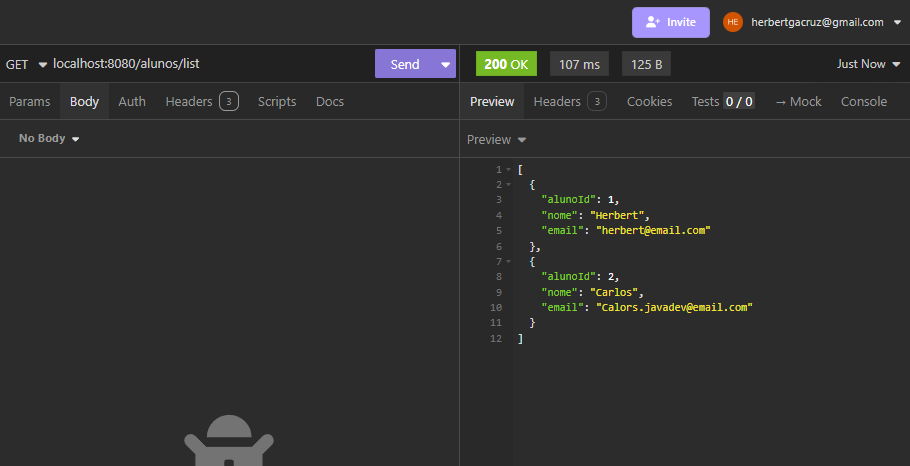 Invite
HE
herbertgacruz@gmail.com
GET
localhost:8080/alunos/list
Send
200 OK
107 ms
125 B
Just Now
Params
Body
Auth
Headers 3
Scripts
Docs
Preview
Headers 3
Cookies
Tests 0 / 0
→ Mock
Console
No Body
Preview
1 [
2 {
3 "alunoId": 1,
4 "nome": "Herbert",
5 "email": "herbert@email.com"
6 },
7 {
8 "alunoId": 2,
9 "nome": "Carlos",
10 "email": "Calors.javadev@email.com"
11 }
12 ]